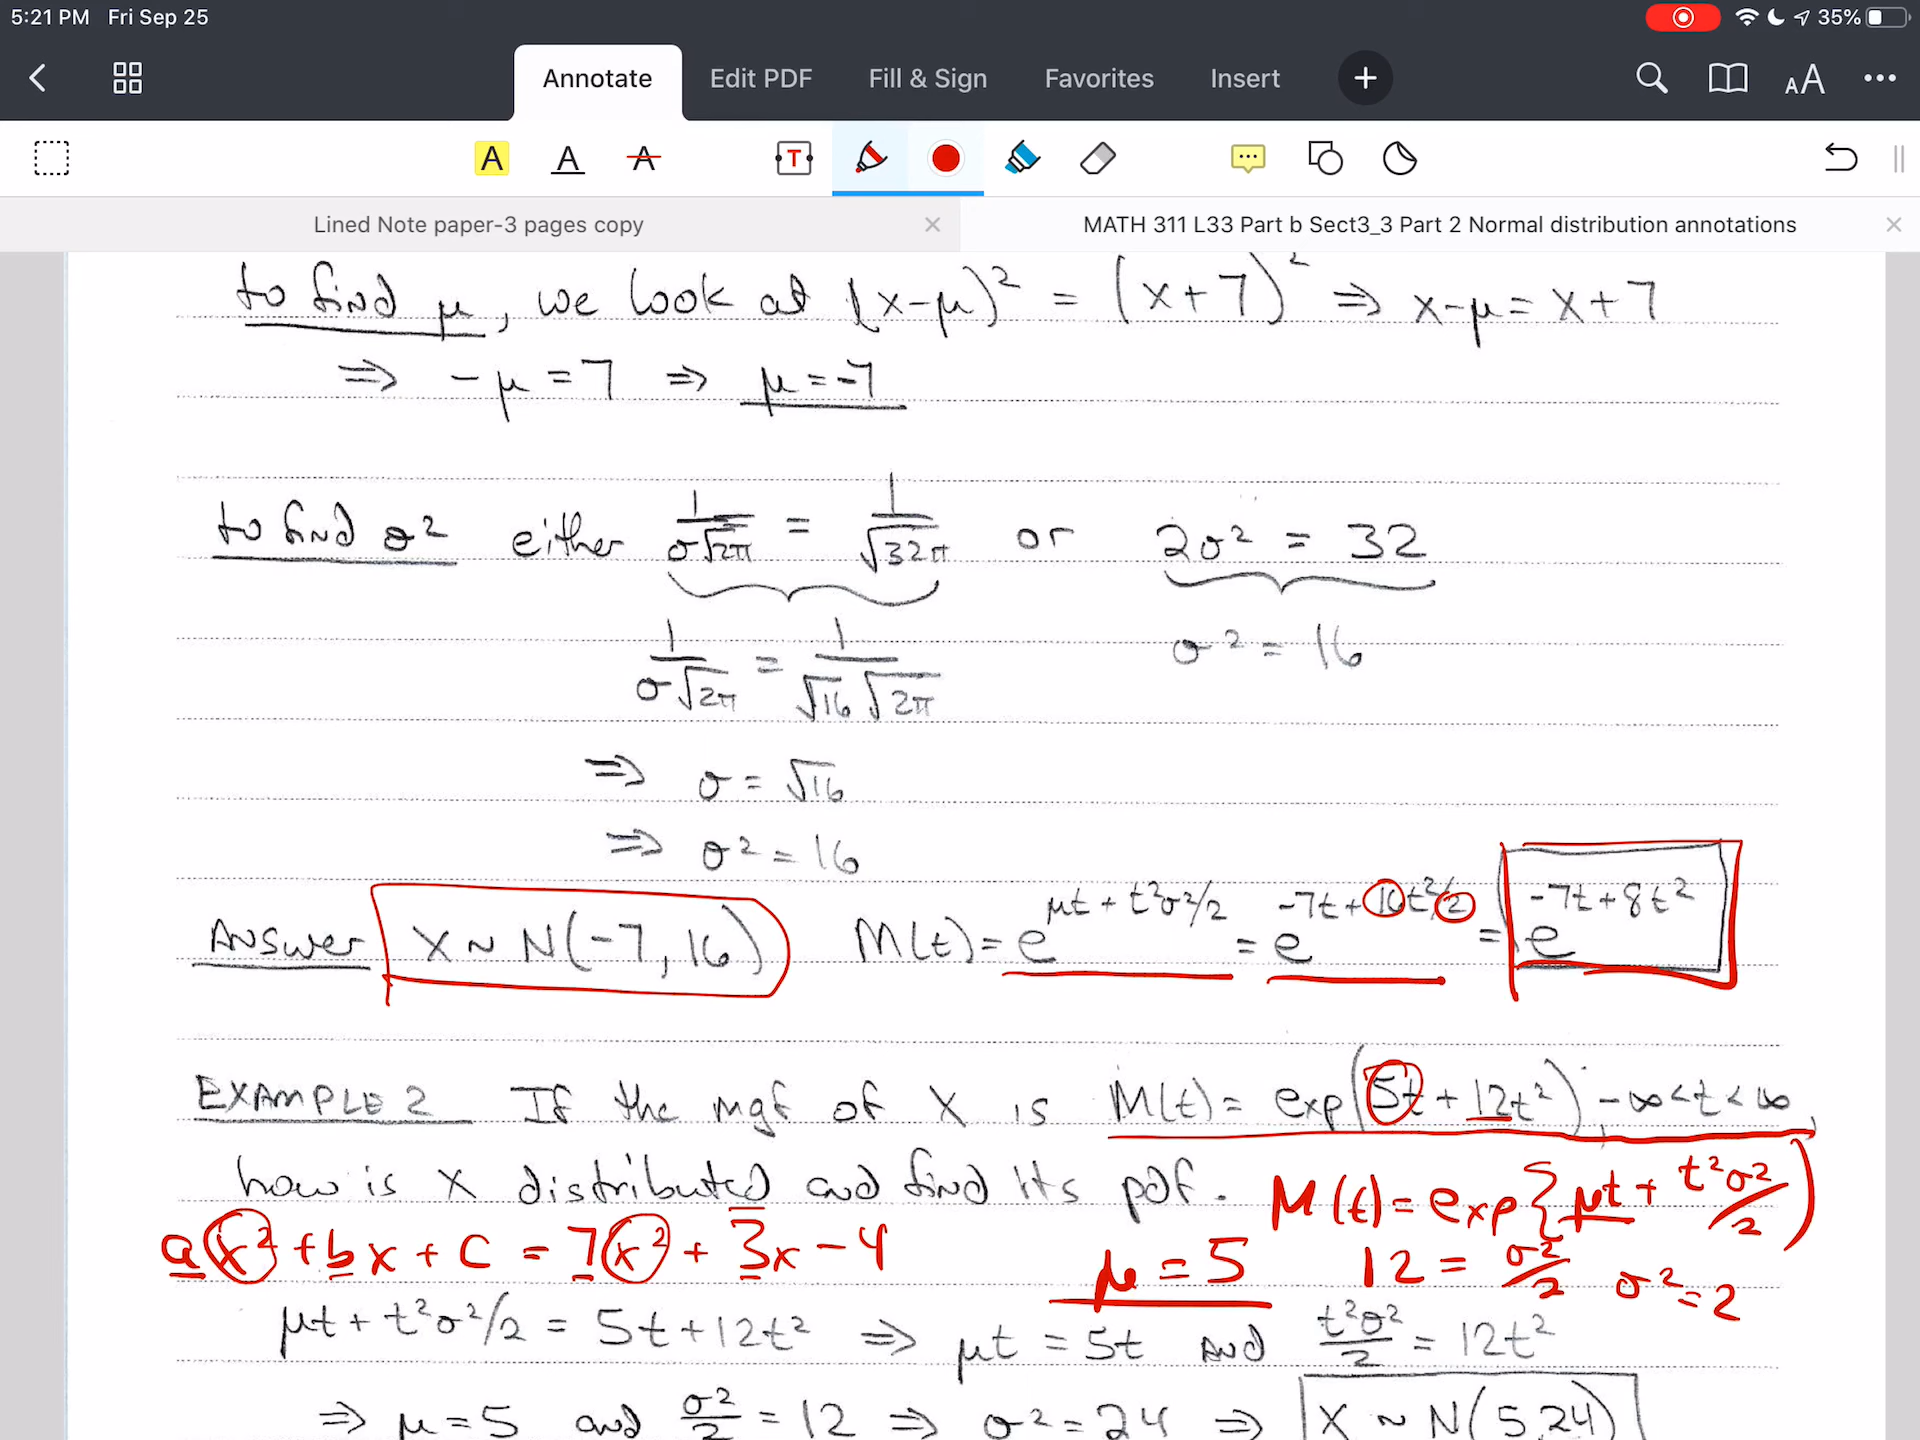 5:21 PM Fri Sep 25 35%
Annotate Edit PDF Fill & Sign Favorites Insert
A A A T AA
Lined Note paper-3 pages copy
MATH 311 L33 Part b Sect3_3 Part 2 Normal distribution annotations
to find μ, we look at (x-μ)² = (x+7)² ⇒ x-μ = x+7
⇒ -μ = 7 ⇒ μ = -7
to find σ² either 1/(σ√2π) = 1/√32π or 2σ² = 32
1/(σ√2π) = 1/(√16 √2π) σ² = 16
⇒ σ = √16
⇒ σ² = 16
Answer X ~ N(-7, 16) M(t) = e^(μt + t²σ²/2) = e^(-7t + 16t²/2) = e^(-7t + 8t²)
EXAMPLE 2 If the mgf of X is M(t) = exp(5t + 12t²); -∞ < t < ∞,
how is X distributed and find its pdf. M(t) = exp{μt + t²σ²/2)
ax² + bx + c = 7x² + 3x - 4 μ = 5 12 = σ²/2 σ² = 2
μt + t²σ²/2 = 5t + 12t² ⇒ μt = 5t and t²σ²/2 = 12t²
⇒ μ = 5 and σ²/2 = 12 ⇒ σ² = 24 ⇒ X ~ N(5,24)